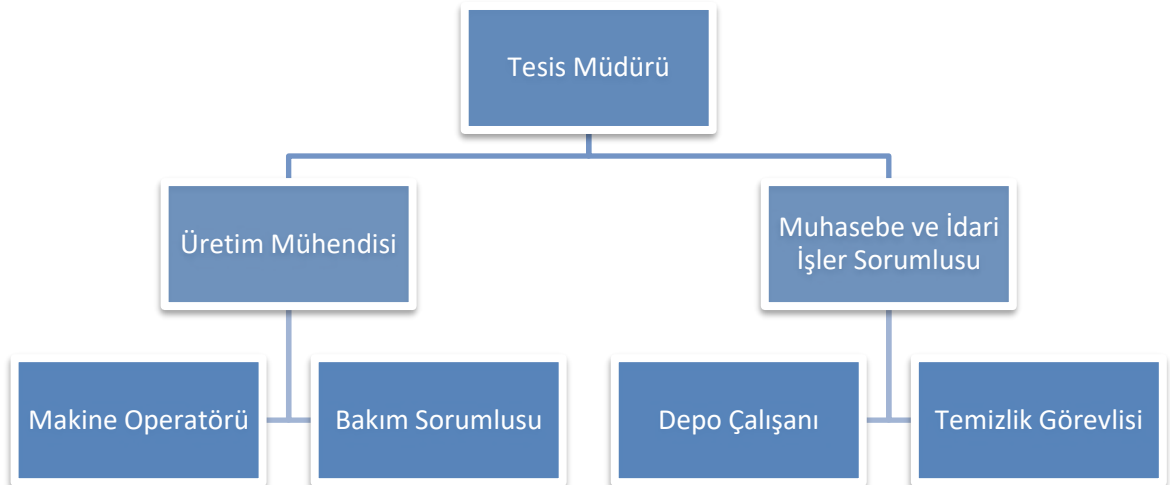 Tesis Müdürü
Üretim Mühendisi
Muhasebe ve İdari
İşler Sorumlusu
Makine Operatörü
Bakım Sorumlusu
Depo Çalışanı
Temizlik Görevlisi